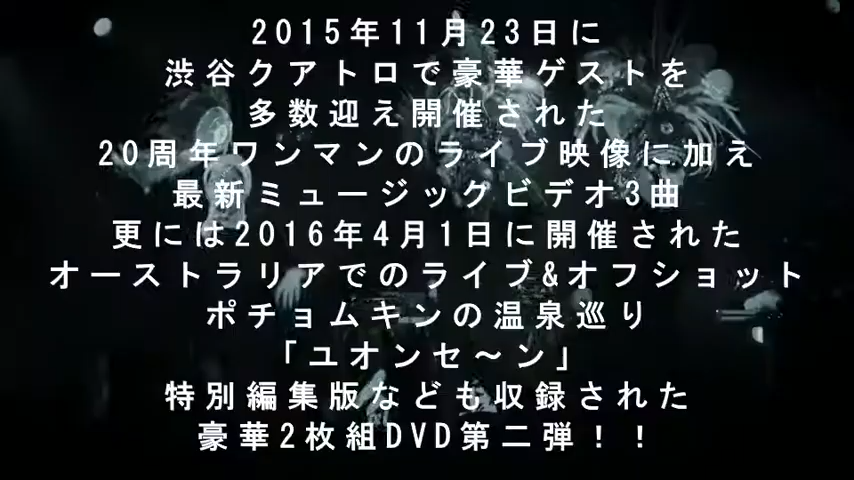 2015年11月23日に
渋谷クアトロで豪華ゲストを
多数迎え開催された
20周年ワンマンのライブ映像に加え
最新ミュージックビデオ3曲
更には2016年4月1日に開催された
オーストラリアでのライブ&オフショット
ポチョムキンの温泉巡り
「ユオンセ〜ン」
特別編集版なども収録された
豪華2枚組DVD第二弾！！